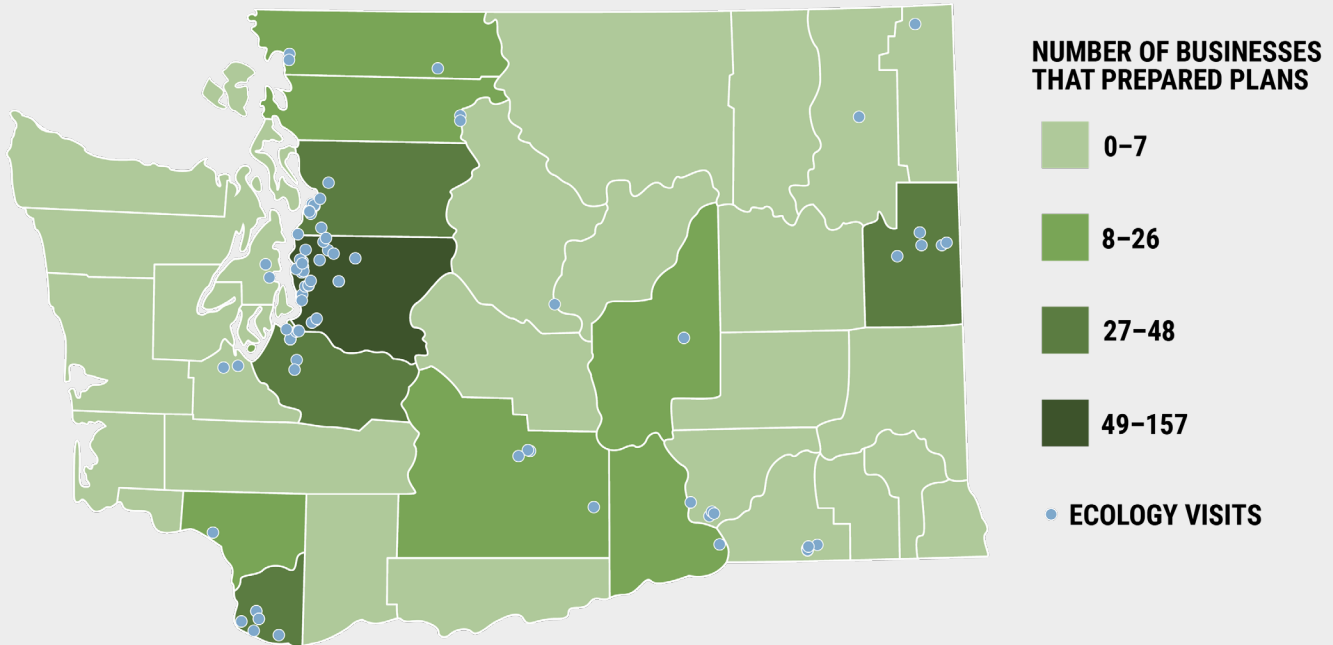 NUMBER OF BUSINESSES
THAT PREPARED PLANS
0–7
8–26
27–48
49–157
ECOLOGY VISITS